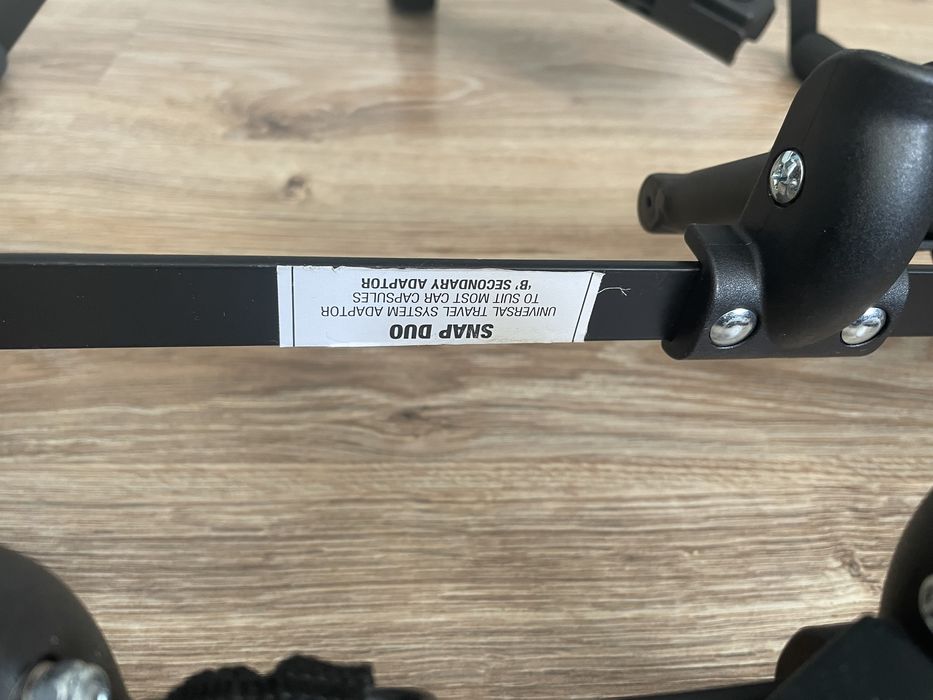 SNAP DUO
UNIVERSAL TRAVEL SYSTEM ADAPTOR
TO SUIT MOST CAR CAPSULES
'B' SECONDARY ADAPTOR